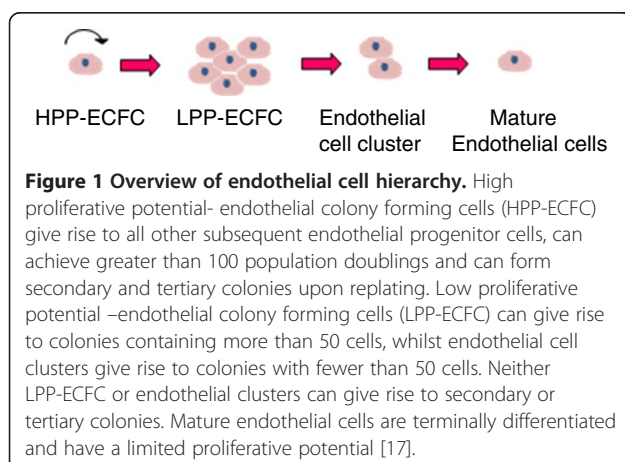 HPP-ECFC LPP-ECFC Endothelial Mature
cell cluster Endothelial cells
Figure 1 Overview of endothelial cell hierarchy. High
proliferative potential- endothelial colony forming cells (HPP-ECFC)
give rise to all other subsequent endothelial progenitor cells, can
achieve greater than 100 population doublings and can form
secondary and tertiary colonies upon replating. Low proliferative
potential –endothelial colony forming cells (LPP-ECFC) can give rise
to colonies containing more than 50 cells, whilst endothelial cell
clusters give rise to colonies with fewer than 50 cells. Neither
LPP-ECFC or endothelial clusters can give rise to secondary or
tertiary colonies. Mature endothelial cells are terminally differentiated
and have a limited proliferative potential [17].